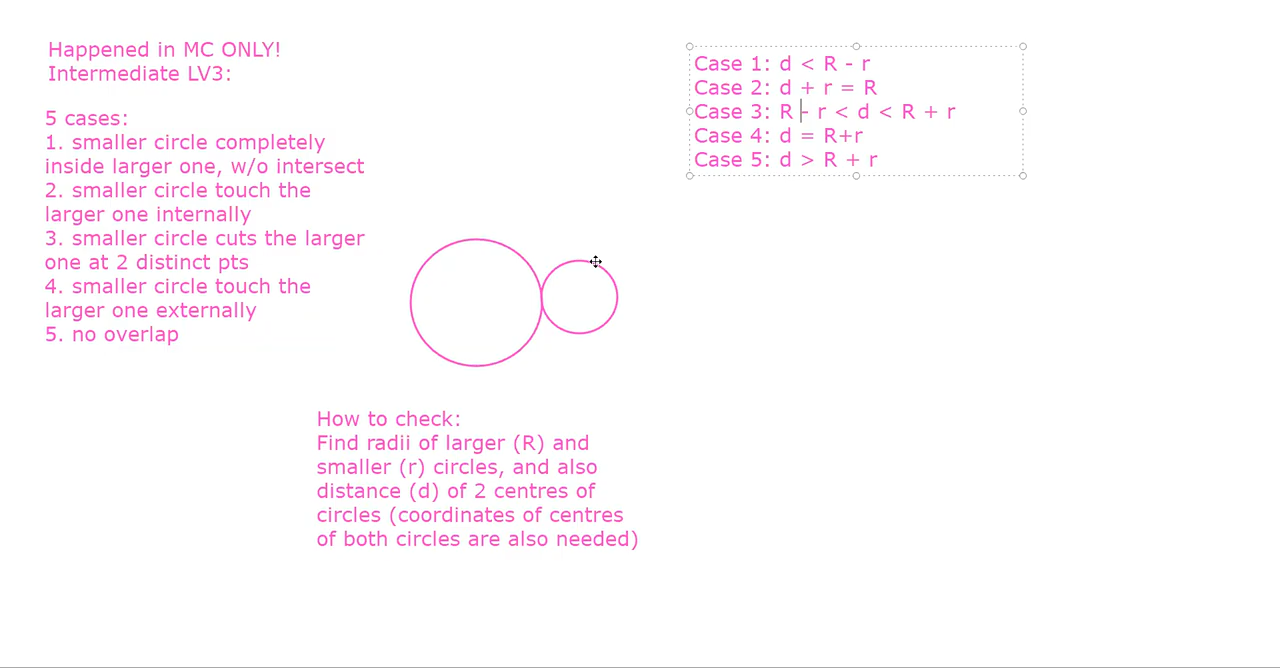 Happened in MC ONLY!
Intermediate LV3:
5 cases:
1. smaller circle completely
inside larger one, w/o intersect
2. smaller circle touch the
larger one internally
3. smaller circle cuts the larger
one at 2 distinct pts
4. smaller circle touch the
larger one externally
5. no overlap
How to check:
Find radii of larger (R) and
smaller (r) circles, and also
distance (d) of 2 centres of
circles (coordinates of centres
of both circles are also needed)
Case 1: d < R - r
Case 2: d + r = R
Case 3: R - r < d < R + r
Case 4: d = R+r
Case 5: d > R + r